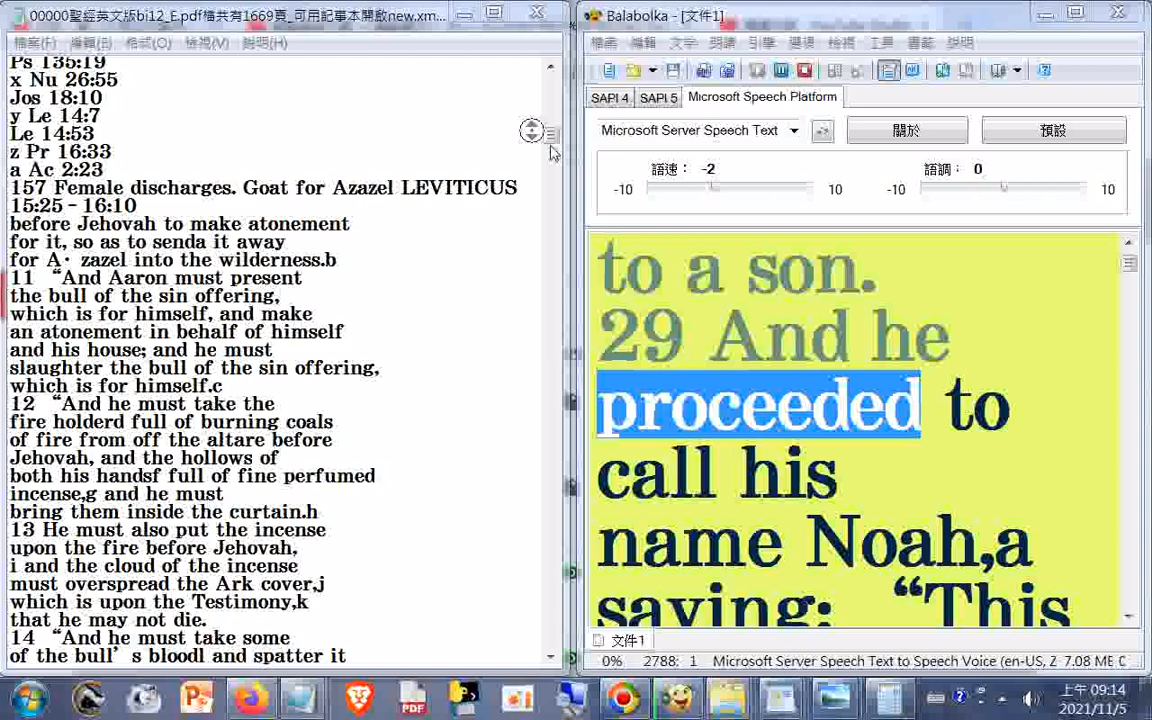 00000聖經英文版bi12_E.pdf檔共有1669頁_可用記事本開啟new.xm...
檔案(F) 編輯(E) 格式(O) 檢視(V) 說明(H)
Ps 135:19
x Nu 26:55
Jos 18:10
y Le 14:7
Le 14:53
z Pr 16:33
a Ac 2:23
157 Female discharges. Goat for Azazel LEVITICUS
15:25 - 16:10
before Jehovah to make atonement
for it, so as to senda it away
for A· zazel into the wilderness.b
11 “And Aaron must present
the bull of the sin offering,
which is for himself, and make
an atonement in behalf of himself
and his house; and he must
slaughter the bull of the sin offering,
which is for himself.c
12 “And he must take the
fire holderd full of burning coals
of fire from off the altare before
Jehovah, and the hollows of
both his handsf full of fine perfumed
incense,g and he must
bring them inside the curtain.h
13 He must also put the incense
upon the fire before Jehovah,
i and the cloud of the incense
must overspread the Ark cover,j
which is upon the Testimony,k
that he may not die.
14 “And he must take some
of the bull’ s bloodl and spatter it
Balabolka - [文件1]
檔案 編輯 文字 朗讀 引擎 選項 檢視 工具 書籤 說明
SAPI 4 SAPI 5 Microsoft Speech Platform
Microsoft Server Speech Text 關於 預設
語速： -2 語調： 0
-10 10 -10 10
to a son.
29 And he
proceeded to
call his
name Noah,a
saying: “This
文件1
0% 2788: 1 Microsoft Server Speech Text to Speech Voice (en-US, Z 7.08 MB C
PDF
上午 09:14
2021/11/5